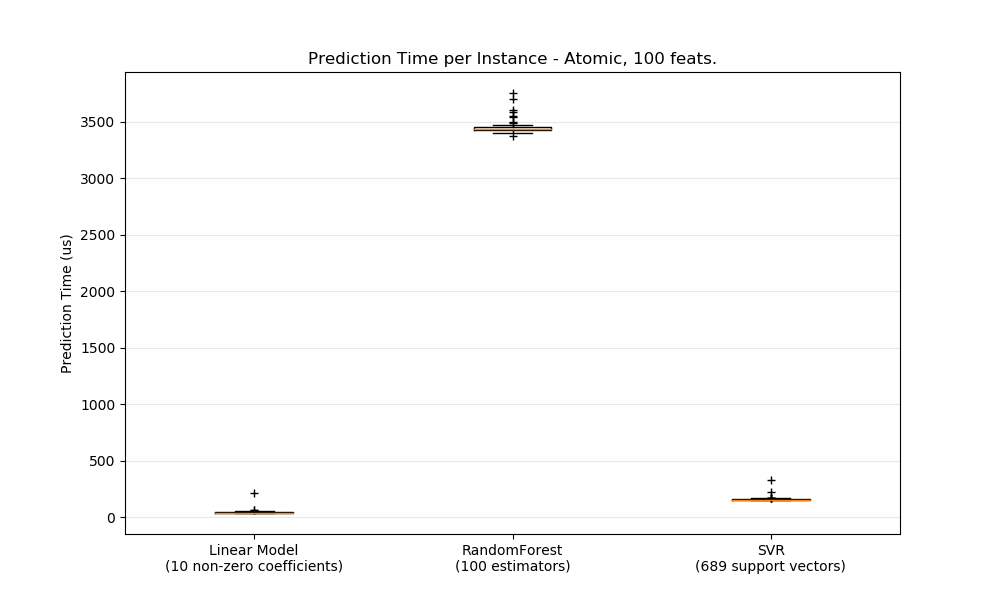 Prediction Time per Instance - Atomic, 100 feats.
Prediction Time (us)
3500
3000
2500
2000
1500
1000
500
0
Linear Model
(10 non-zero coefficients)
RandomForest
(100 estimators)
SVR
(689 support vectors)